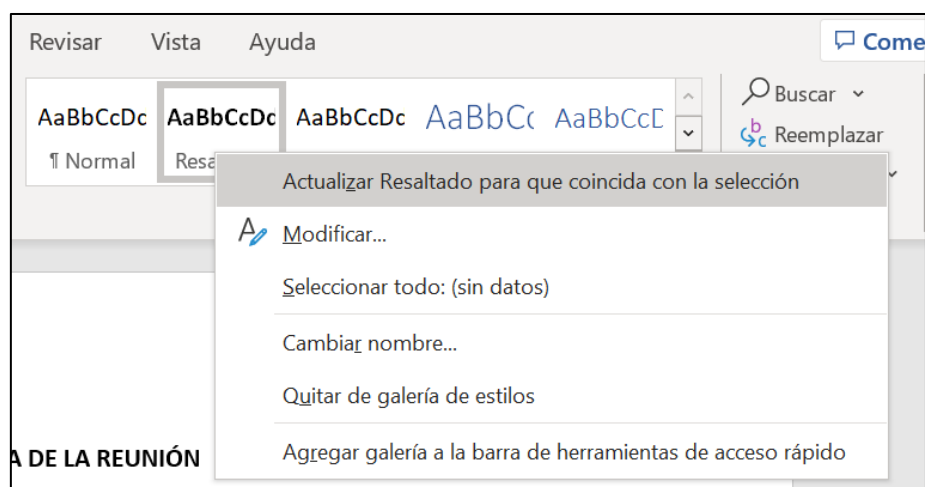 Revisar Vista Ayuda Come
AaBbCcDc AaBbCcDc AaBbCcDc AaBbCc AaBbCcD
¶ Normal Resa
Buscar
Reemplazar
Actualizar Resaltado para que coincida con la selección
Modificar...
Seleccionar todo: (sin datos)
Cambiar nombre...
Quitar de galería de estilos
Agregar galería a la barra de herramientas de acceso rápido
A DE LA REUNIÓN